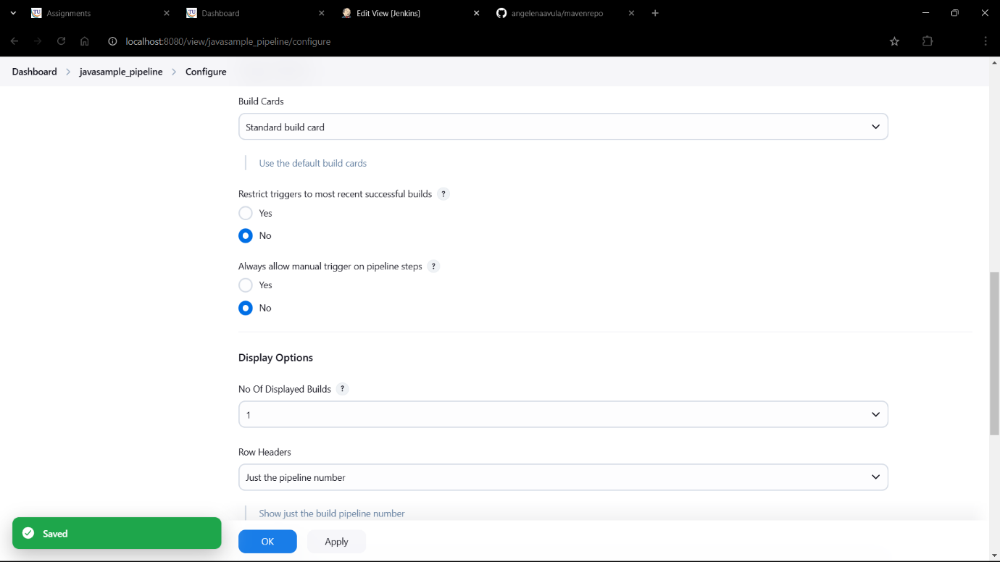 Assignments
Dashboard
Edit View [Jenkins]
angelenaavula/mavenrepo
localhost:8080/view/javasample_pipeline/configure
Dashboard > javasample_pipeline > Configure
Build Cards
Standard build card
Use the default build cards
Restrict triggers to most recent successful builds ?
Yes
No
Always allow manual trigger on pipeline steps ?
Yes
No
Display Options
No Of Displayed Builds ?
1
Row Headers
Just the pipeline number
Show just the build pipeline number
Saved
OK
Apply